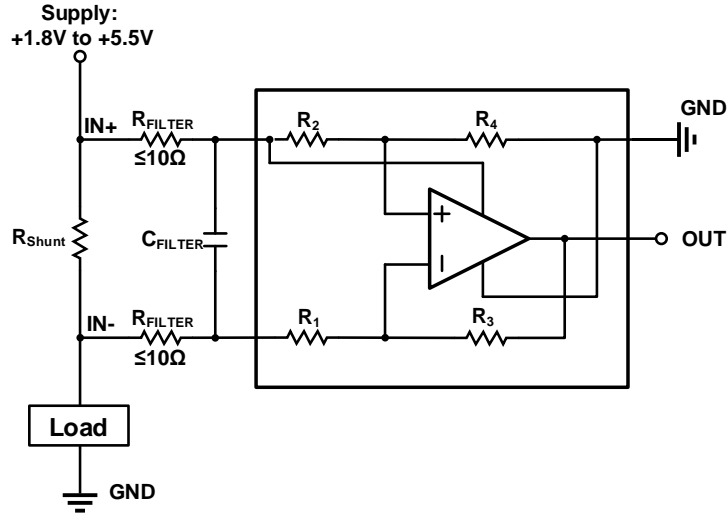 Supply:
+1.8V to +5.5V
IN+
RFILTER
≤10Ω
R2
R4
GND
RShunt
CFILTER
+
−
OUT
IN-
RFILTER
≤10Ω
R1
R3
Load
GND